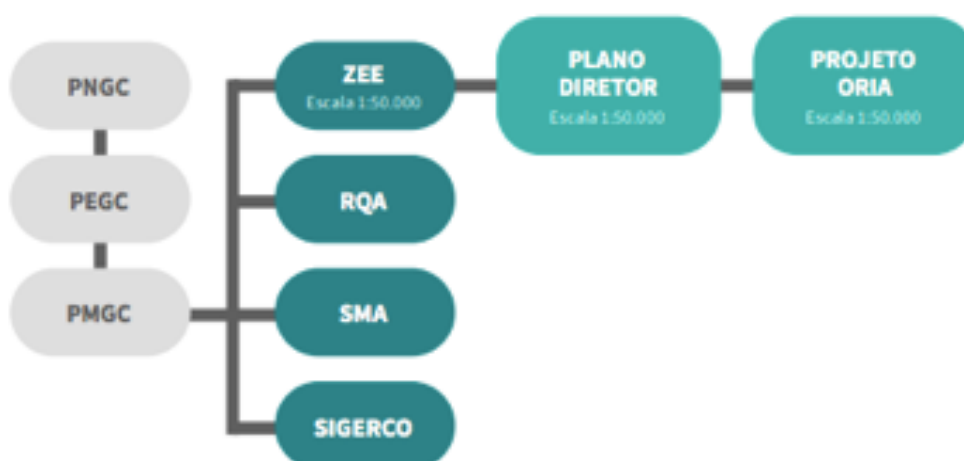 PNGC
PEGC
PMGC
ZEE
Escala 1:50.000
RQA
SMA
SIGERCO
PLANO
DIRETOR
Escala 1:50.000
PROJETO
ORIA
Escala 1:50.000